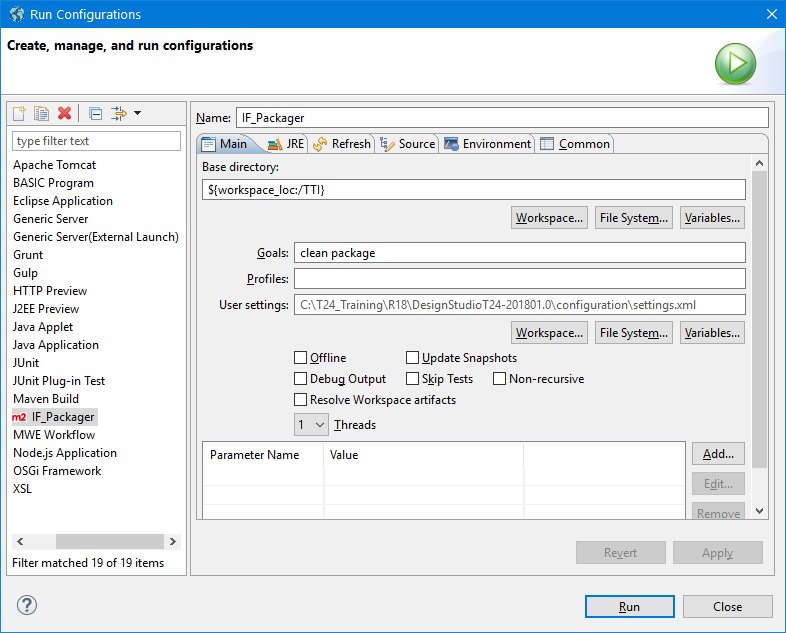 Run Configurations
Create, manage, and run configurations
type filter text
Apache Tomcat
BASIC Program
Eclipse Application
Generic Server
Generic Server(External Launch)
Grunt
Gulp
HTTP Preview
J2EE Preview
Java Applet
Java Application
JUnit
JUnit Plug-in Test
Maven Build
m2 IF_Packager
MWE Workflow
Node.js Application
OSGi Framework
XSL
Filter matched 19 of 19 items
Name: IF_Packager
Main JRE Refresh Source Environment Common
Base directory:
${workspace_loc:/TTI}
Workspace... File System... Variables...
Goals: clean package
Profiles:
User settings: C:\T24_Training\R18\DesignStudioT24-201801.0\configuration\settings.xml
Workspace... File System... Variables...
Offline Update Snapshots
Debug Output Skip Tests Non-recursive
Resolve Workspace artifacts
1 Threads
Parameter Name Value
Add...
Edit...
Remove
Revert Apply
? Run Close